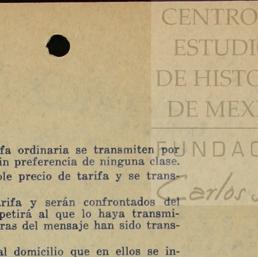 CENTRO
ESTUDI
DE HISTO
DE MEX
FUNDAC
Carlos S
fa ordinaria se transmiten por
in preferencia de ninguna clase.
ble precio de tarifa y se trans-
arifa y serán confrontados del
petirá al que lo haya transmi-
ras del mensaje han sido trans-
al domicilio que en ellos se in-